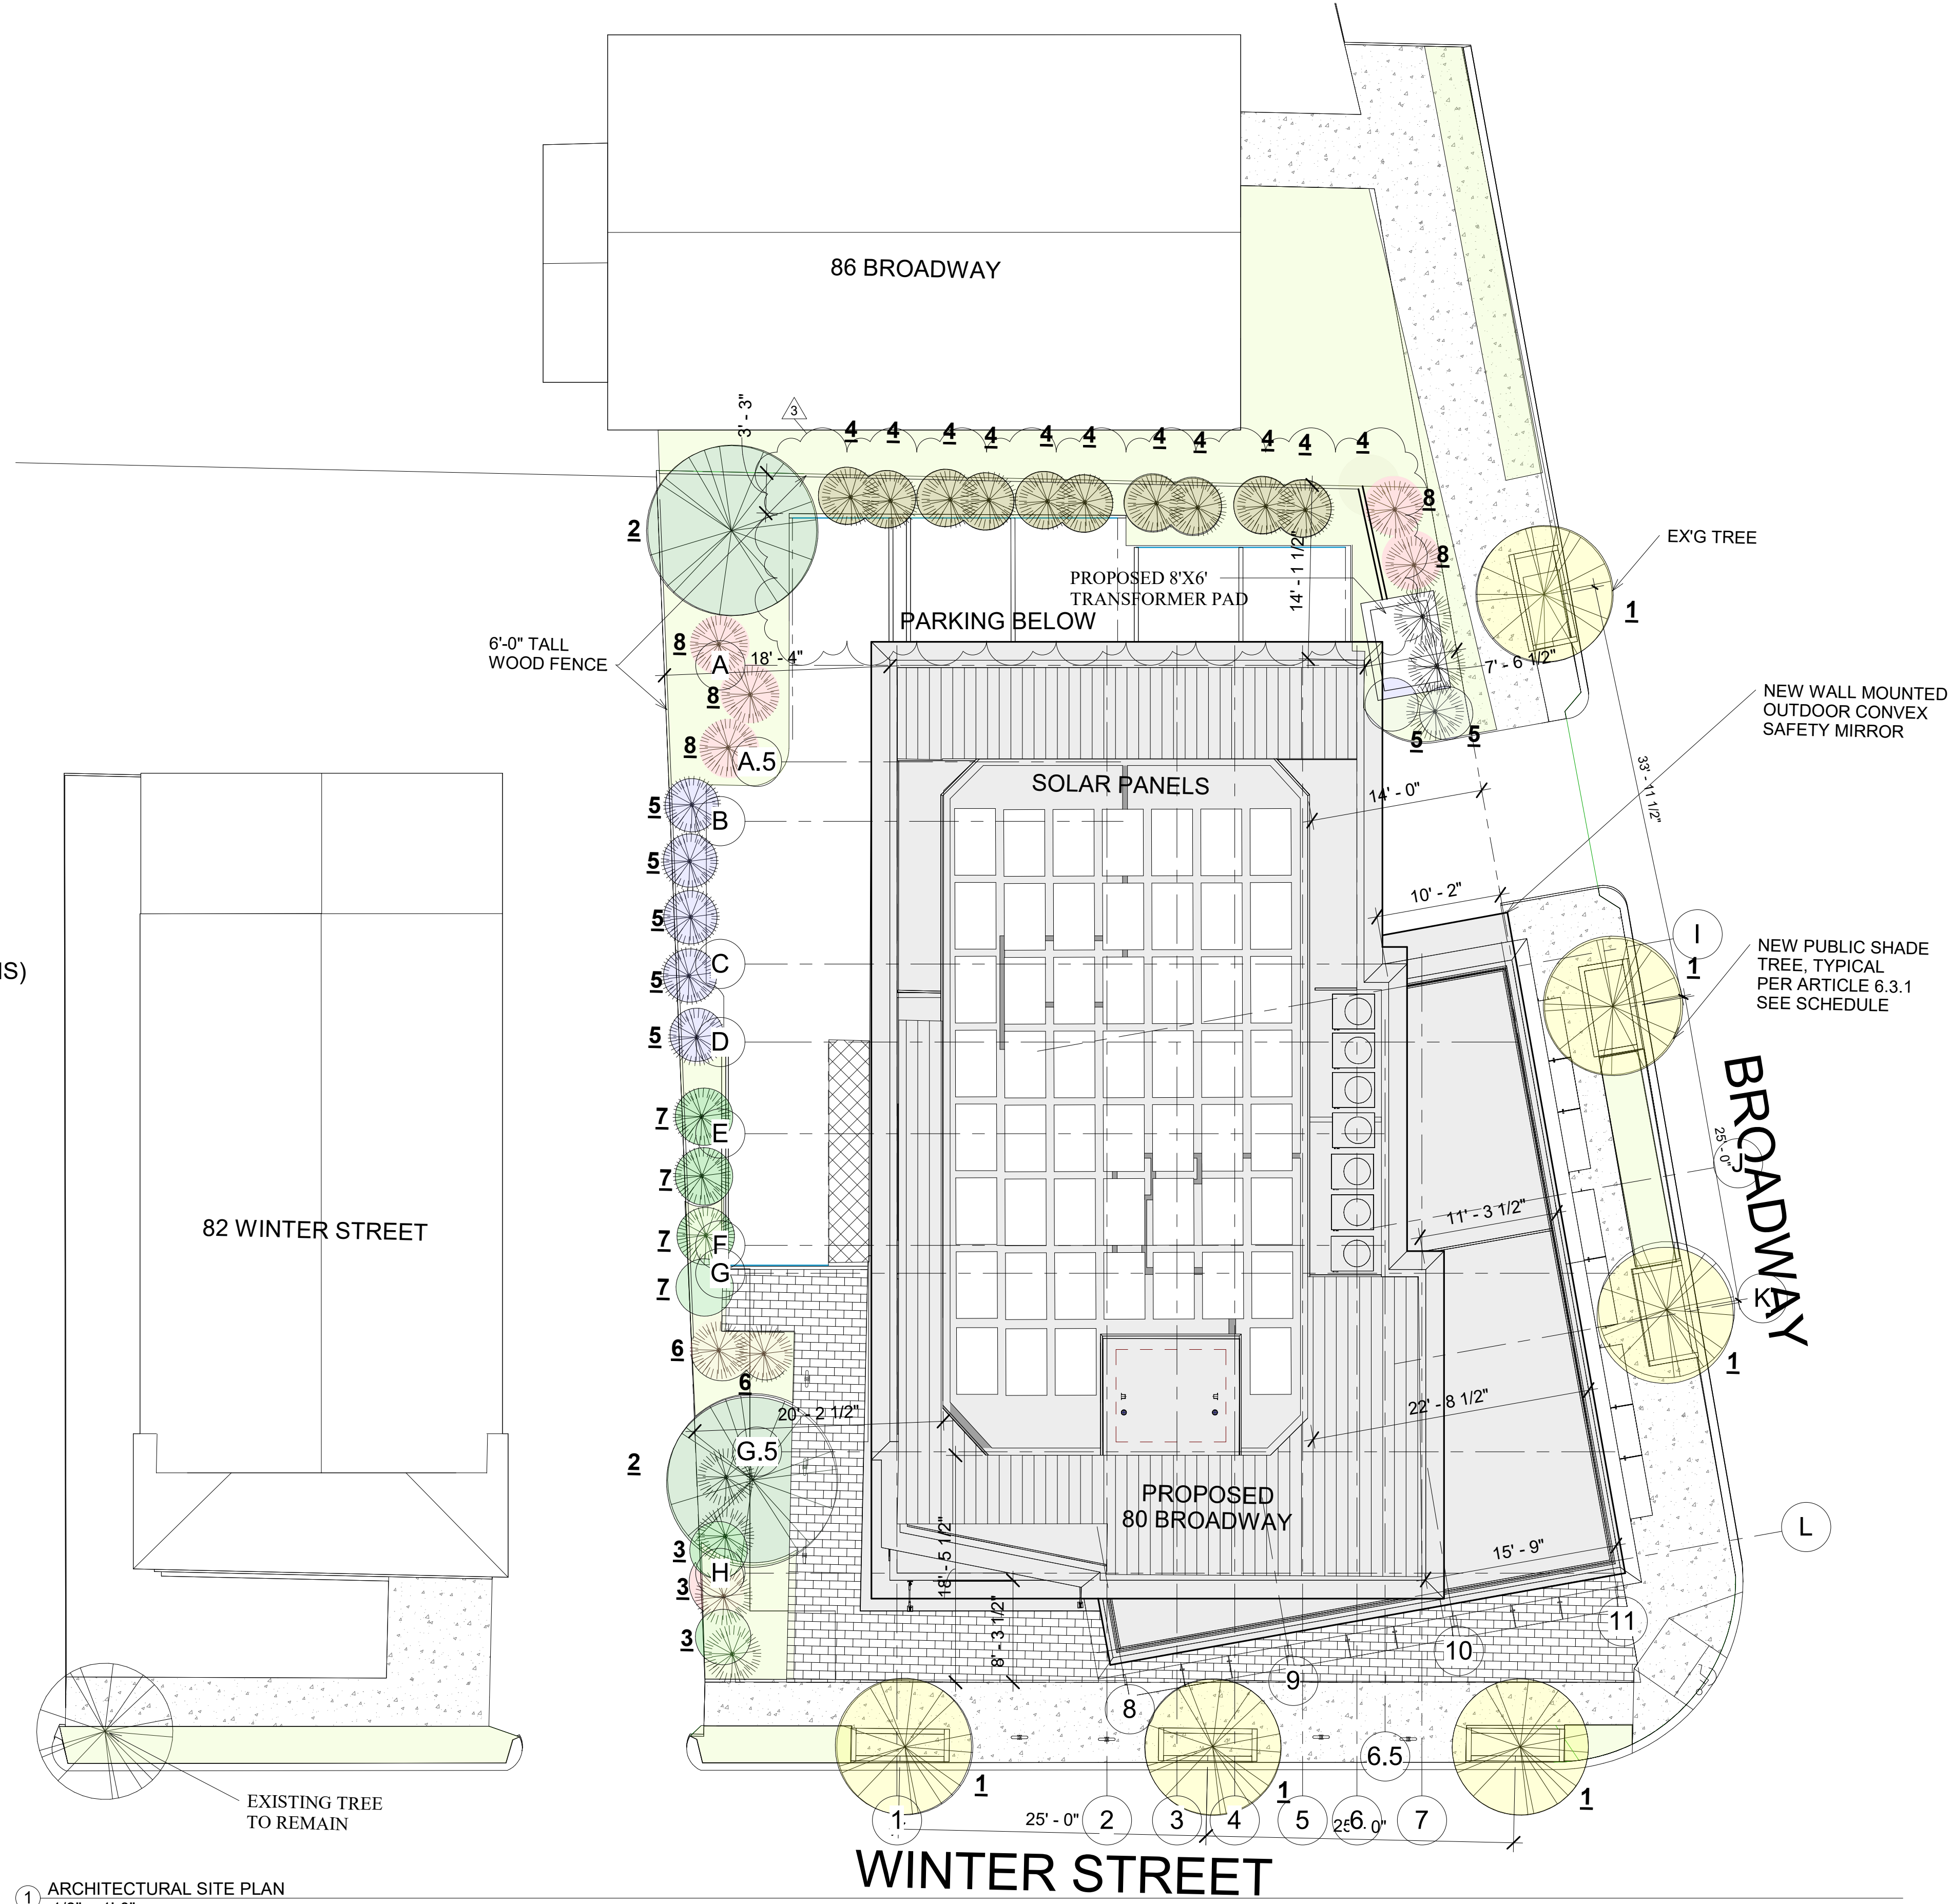 86 BROADWAY
3
3' - 3"
4
4
4
4
4
4
4
4
4
4
4
2
8
8
EX'G TREE
1
PROPOSED 8'X6'
TRANSFORMER PAD
14' - 1 1/2"
PARKING BELOW
6'-0" TALL
WOOD FENCE
8
A
18' - 4"
7' - 6 1/2"
8
NEW WALL MOUNTED
OUTDOOR CONVEX
SAFETY MIRROR
8
A.5
5
5
SOLAR PANELS
14' - 0"
33' - 11 1/2"
5
B
5
10' - 2"
5
I
1
NEW PUBLIC SHADE
TREE, TYPICAL
PER ARTICLE 6.3.1
SEE SCHEDULE
IS)
5
C
5
D
7
E
25' - 0"
J
BROADWAY
7
82 WINTER STREET
11' - 3 1/2"
7
F
G
7
K
1
6
6
20' - 2 1/2"
22' - 8 1/2"
G.5
2
PROPOSED
80 BROADWAY
L
18' - 5 1/2"
15' - 9"
3
H
3
8' - 3 1/2"
3
11
10
9
8
6.5
1
1
1
EXISTING TREE
TO REMAIN
1
25' - 0"
2
3
4
5
6
25' - 0"
7
WINTER STREET
1
ARCHITECTURAL SITE PLAN